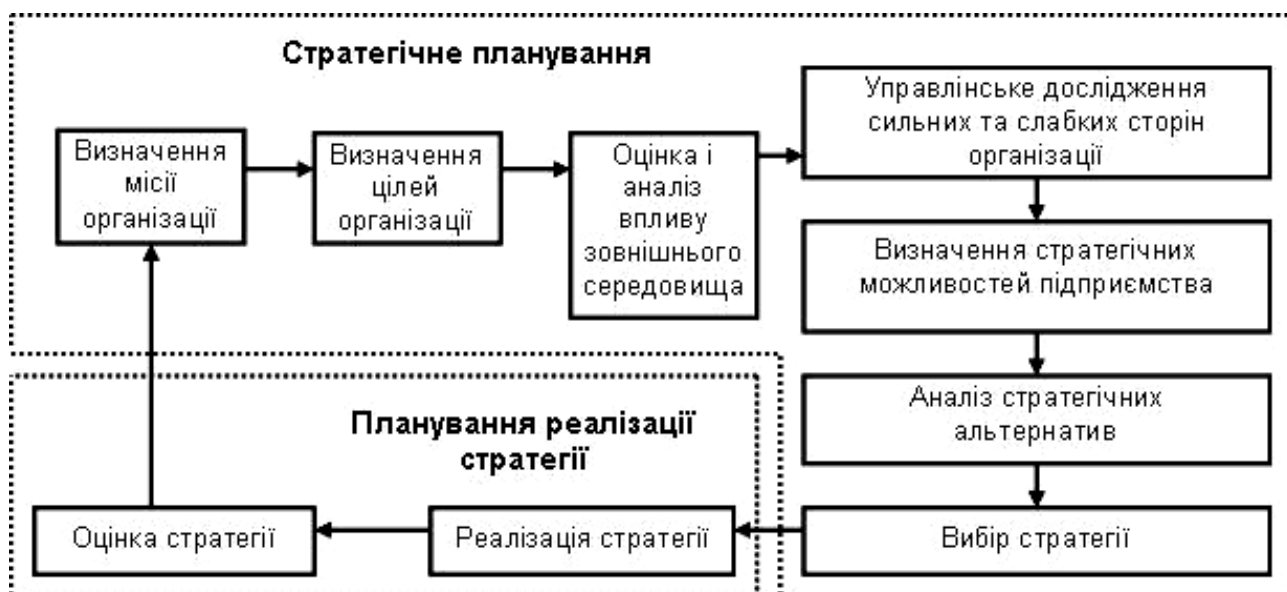 Стратегічне планування
Визначення
місії
організації
Визначення
цілей
організації
Оцінка і
аналіз
впливу
зовнішнього
середовища
Управлінське дослідження
сильних та слабких сторін
організації
Визначення стратегічних
можливостей підприємства
Аналіз стратегічних
альтернатив
Вибір стратегії
Планування реалізації
стратегії
Реалізація стратегії
Оцінка стратегії